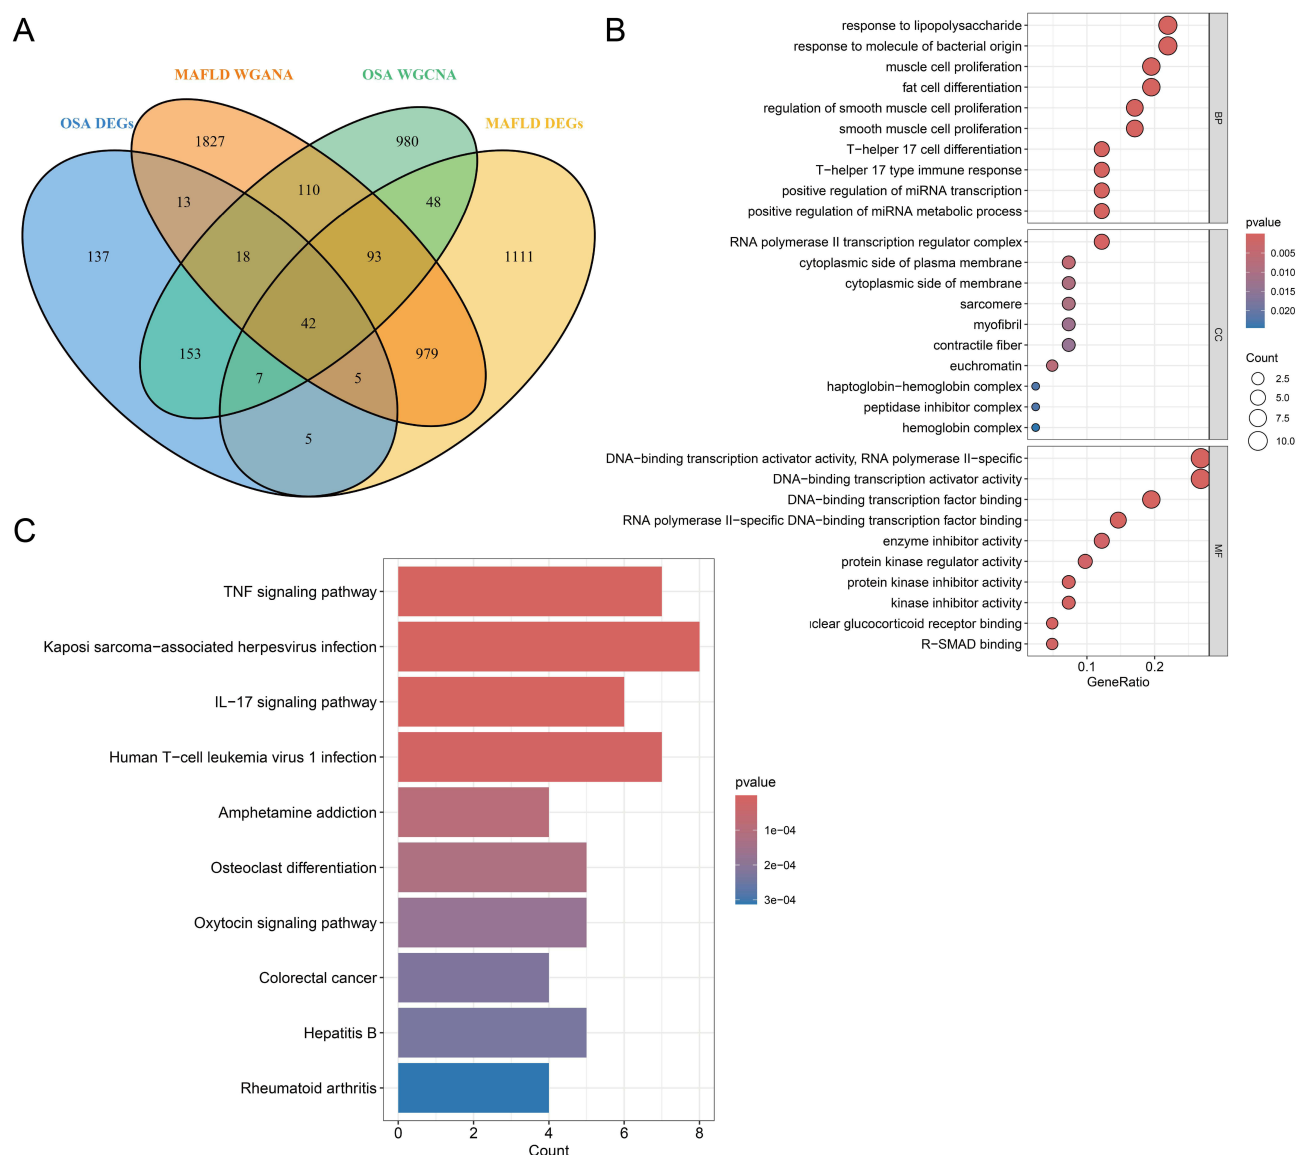 A
MAFLD WGANA
OSA WGCNA
OSA DEGs
MAFLD DEGs
1827
980
13
110
48
137
18
93
1111
42
153
979
7
5
5
B
response to lipopolysaccharide
response to molecule of bacterial origin
muscle cell proliferation
fat cell differentiation
regulation of smooth muscle cell proliferation
smooth muscle cell proliferation
T−helper 17 cell differentiation
T−helper 17 type immune response
positive regulation of miRNA transcription
positive regulation of miRNA metabolic process
BP
RNA polymerase II transcription regulator complex
cytoplasmic side of plasma membrane
cytoplasmic side of membrane
sarcomere
myofibril
contractile fiber
euchromatin
haptoglobin−hemoglobin complex
peptidase inhibitor complex
hemoglobin complex
CC
DNA−binding transcription activator activity, RNA polymerase II−specific
DNA−binding transcription activator activity
DNA−binding transcription factor binding
RNA polymerase II−specific DNA−binding transcription factor binding
enzyme inhibitor activity
protein kinase regulator activity
protein kinase inhibitor activity
kinase inhibitor activity
clear glucocorticoid receptor binding
R−SMAD binding
MF
0.1
0.2
GeneRatio
pvalue
0.005
0.010
0.015
0.020
Count
2.5
5.0
7.5
10.0
C
TNF signaling pathway
Kaposi sarcoma−associated herpesvirus infection
IL−17 signaling pathway
Human T−cell leukemia virus 1 infection
Amphetamine addiction
Osteoclast differentiation
Oxytocin signaling pathway
Colorectal cancer
Hepatitis B
Rheumatoid arthritis
0
2
4
6
8
Count
pvalue
1e−04
2e−04
3e−04